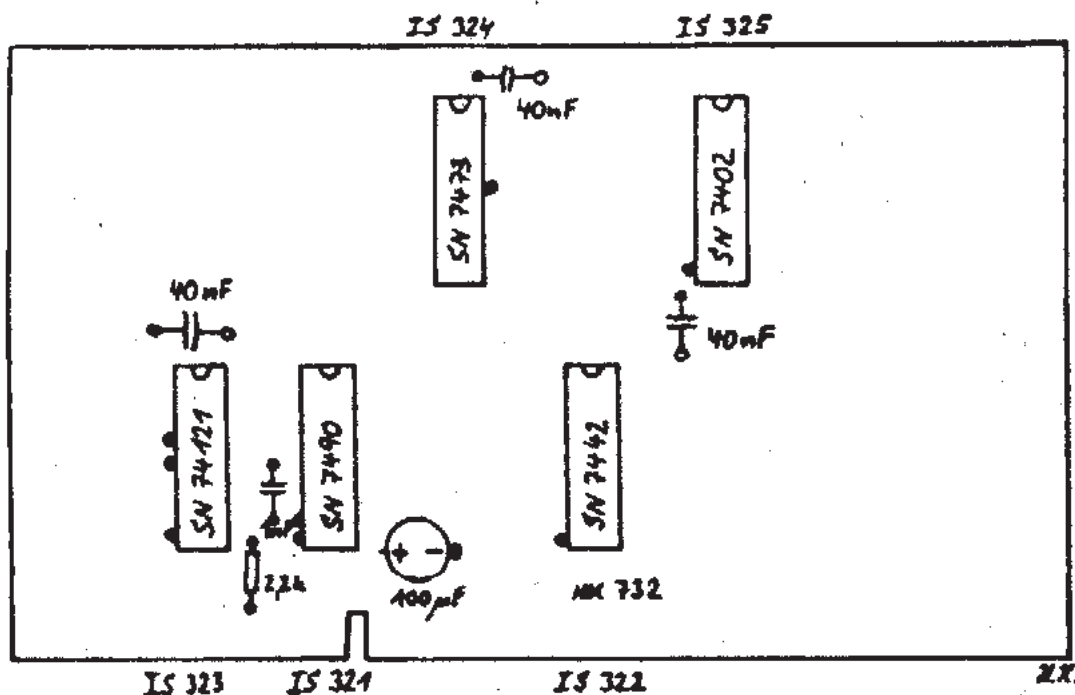 IS 324
IS 325
40nF
SN 7473
SN 7402
40nF
40nF
SN 74121
SN 7490
SN 7442
2,2k
+ -
100µF
MK 732
IS 323
IS 321
IS 322